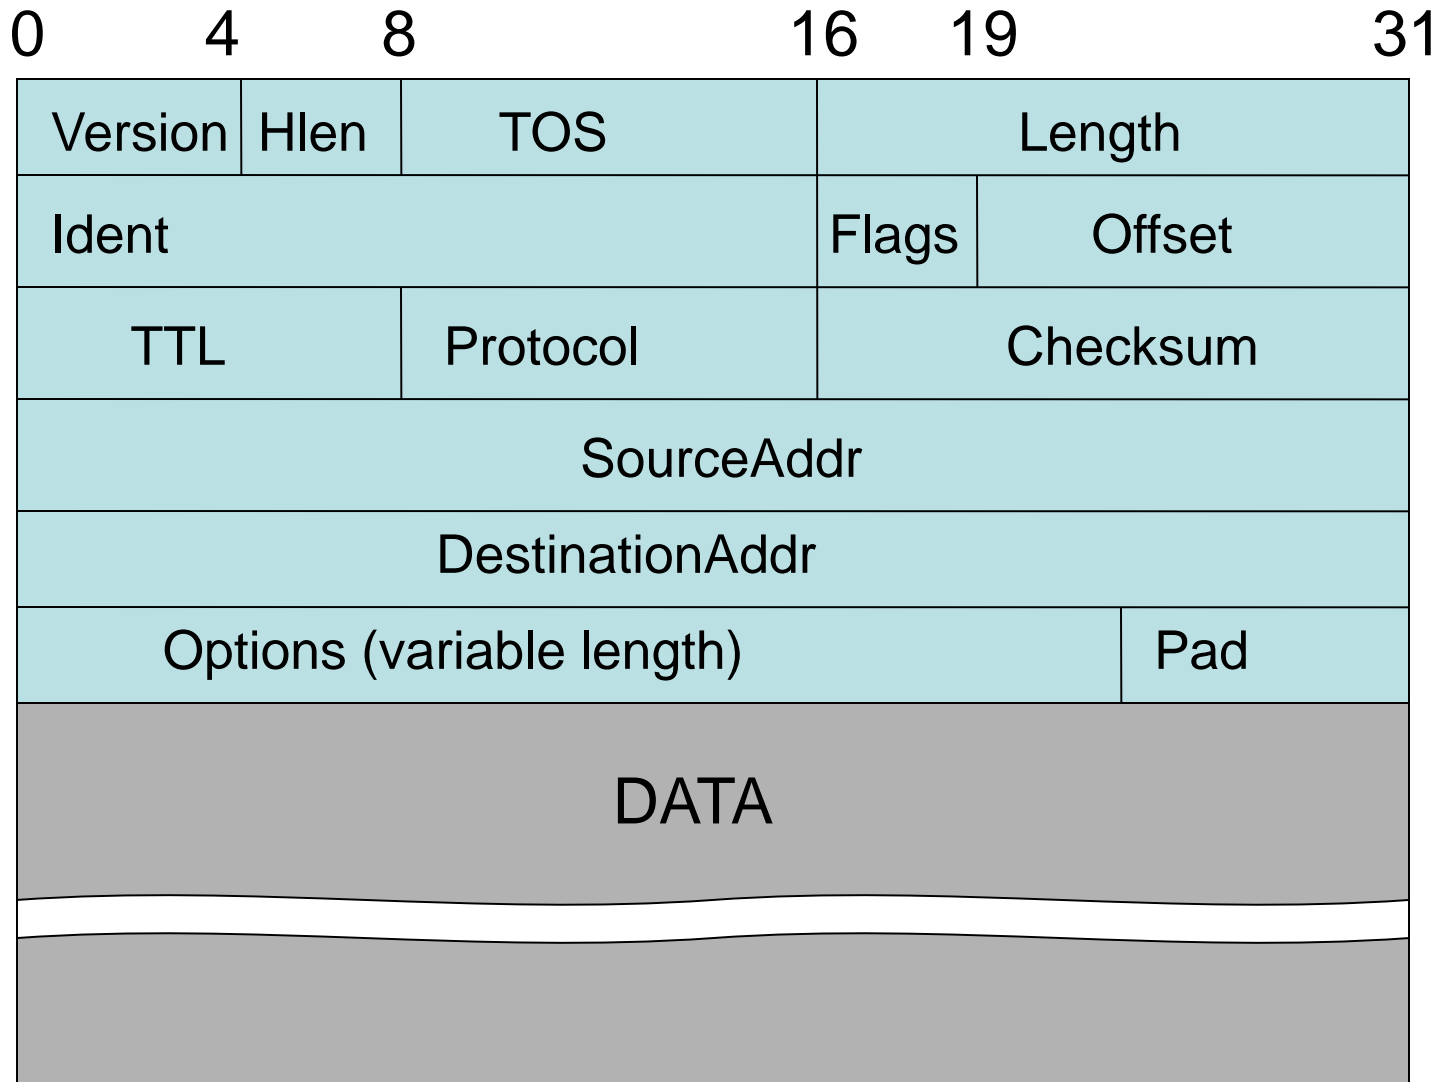 0 4 8 16 19 31
Version Hlen TOS Length
Ident Flags Offset
TTL Protocol Checksum
SourceAddr
DestinationAddr
Options (variable length) Pad
DATA